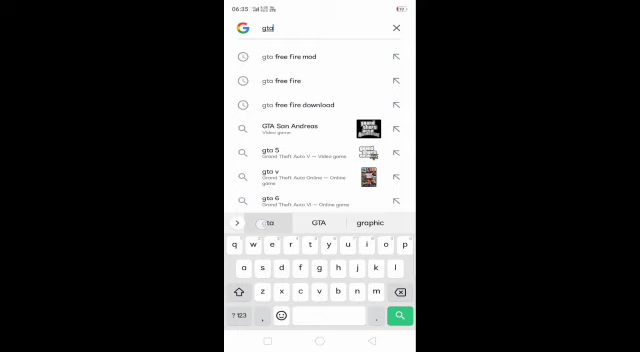 06:35
gta
gta free fire mod
gta free fire
gta free fire download
GTA San Andreas
Video game
gta 5
Grand Theft Auto V — Video game
gta v
Grand Theft Auto Online — Online
game
gta 6
Grand Theft Auto VI — Online game
ta GTA graphic
q w e r t y u i o p
a s d f g h j k l
z x c v b n m
?123 , .